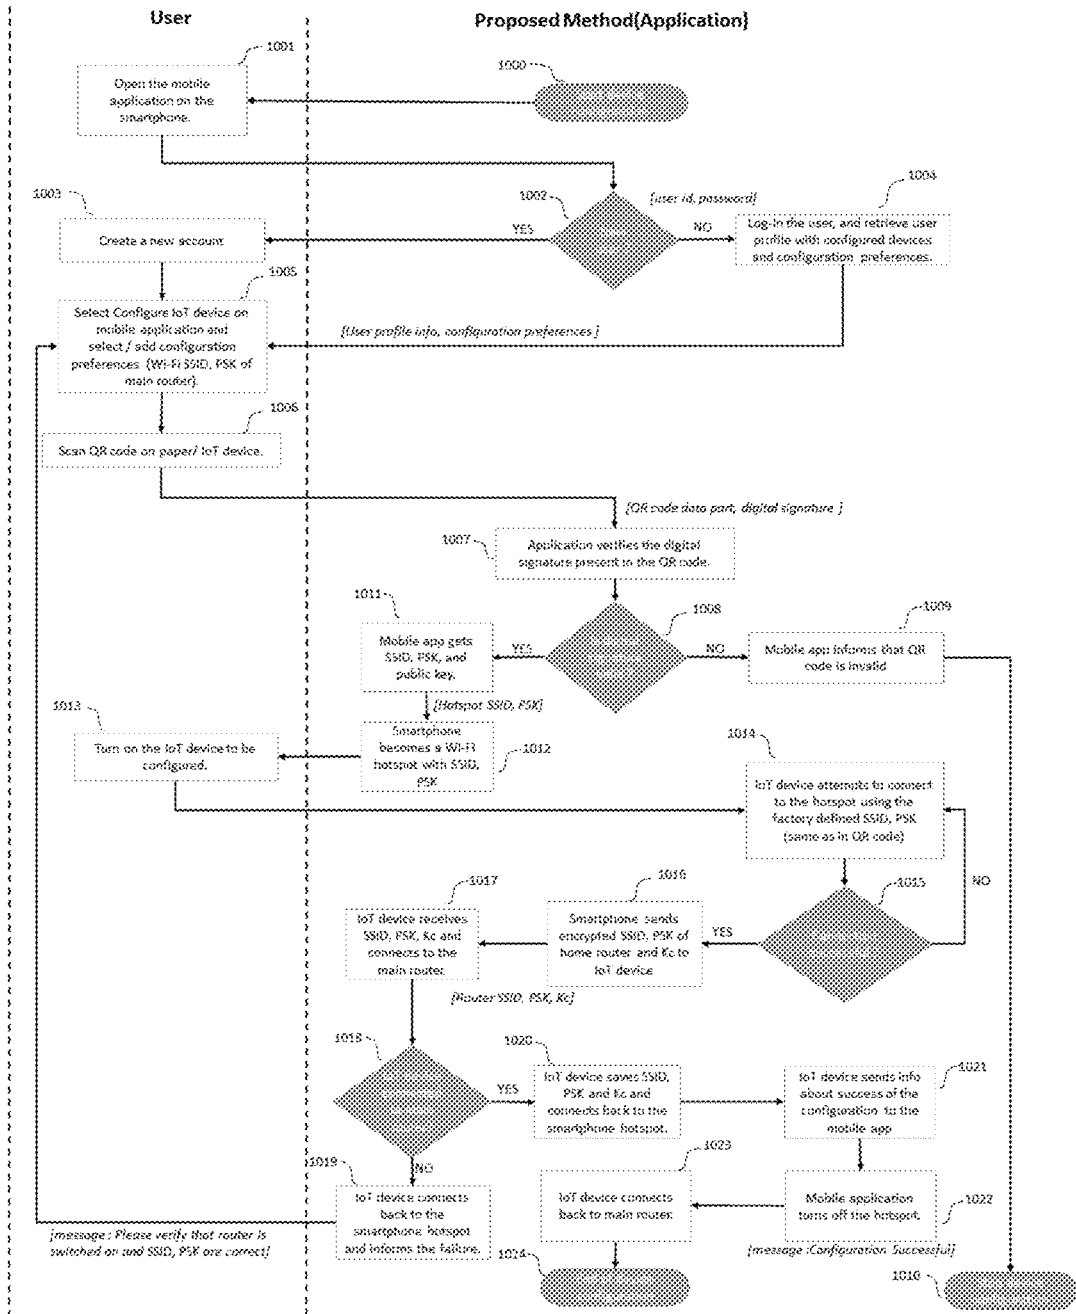 User
Proposed Method(Application)
1001
1000
Open the mobile
application on the
smartphone.
1002
[user id, password]
1004
1003
YES
NO
Create a new account
Log-in the user, and retrieve user
profile with configured devices
and configuration preferences.
1005
Select Configure IoT device on
mobile application and
select / add configuration
preferences (Wi-Fi SSID, PSK of
main router).
[User profile info, configuration preferences ]
1006
Scan QR code on paper/ IoT device.
[QR code data part, digital signature ]
1007
Application verifies the digital
signature present in the QR code.
1011
1008
1009
Mobile app gets
SSID, PSK, and
public key.
YES
NO
Mobile app informs that QR
code is invalid
[Hotspot SSID, PSK]
1013
Turn on the IoT device to be
configured.
Smartphone
becomes a Wi-Fi
hotspot with SSID,
PSK
1012
1014
IoT device attempts to connect
to the hotspot using the
factory defined SSID, PSK
(same as in QR code)
NO
1017
1016
1015
IoT device receives
SSID, PSK, Kc and
connects to the
main router.
Smartphone sends
encrypted SSID, PSK of
home router and Kc to
IoT device
YES
[Router SSID, PSK, Kc]
1018
1020
1021
YES
IoT device saves SSID,
PSK and Kc and
connects back to the
smartphone hotspot.
IoT device sends info
about success of the
configuration to the
mobile app
NO
1019
1023
IoT device connects
back to the
smartphone hotspot
and informs the failure.
IoT device connects
back to main router.
Mobile application
turns off the hotspot.
1022
[message : Please verify that router is
switched on and SSID, PSK are correct]
[message :Configuration Successful]
1024
1010